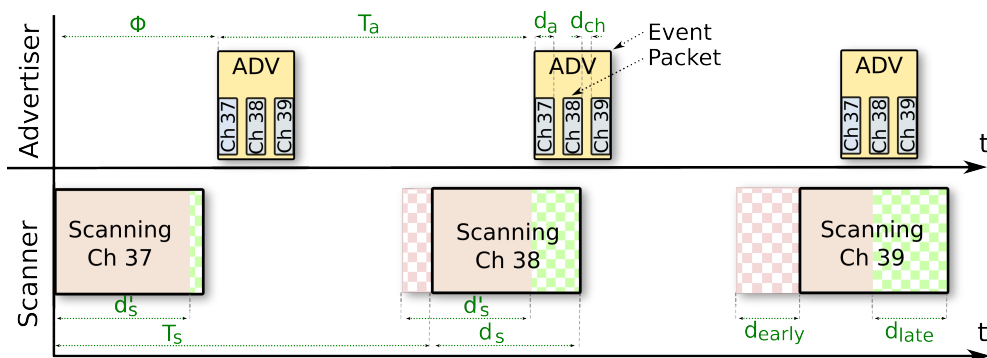 Advertiser
Φ
Ta
da
dch
Event
Packet
ADV
Ch 37
Ch 38
Ch 39
ADV
Ch 37
Ch 38
Ch 39
ADV
Ch 37
Ch 38
Ch 39
t
Scanner
Scanning
Ch 37
Scanning
Ch 38
Scanning
Ch 39
d's
d's
Ts
ds
dearly
dlate
t